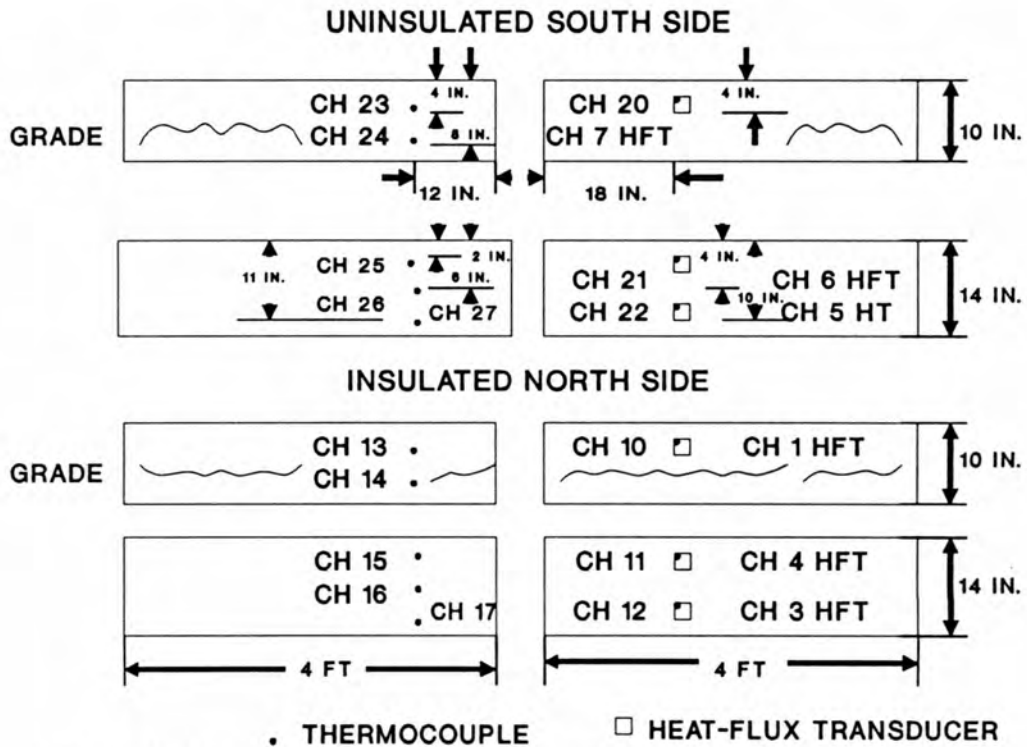 UNINSULATED SOUTH SIDE
GRADE
CH 23
4 IN.
CH 24
8 IN.
12 IN.
CH 20
4 IN.
CH 7 HFT
10 IN.
18 IN.
CH 25
2 IN.
11 IN.
6 IN.
CH 26
CH 27
4 IN.
CH 21
CH 6 HFT
10 IN.
CH 22
CH 5 HT
14 IN.
INSULATED NORTH SIDE
GRADE
CH 13
CH 14
CH 10
CH 1 HFT
10 IN.
CH 15
CH 16
CH 17
CH 11
CH 4 HFT
CH 12
CH 3 HFT
14 IN.
4 FT
4 FT
THERMOCOUPLE
HEAT-FLUX TRANSDUCER